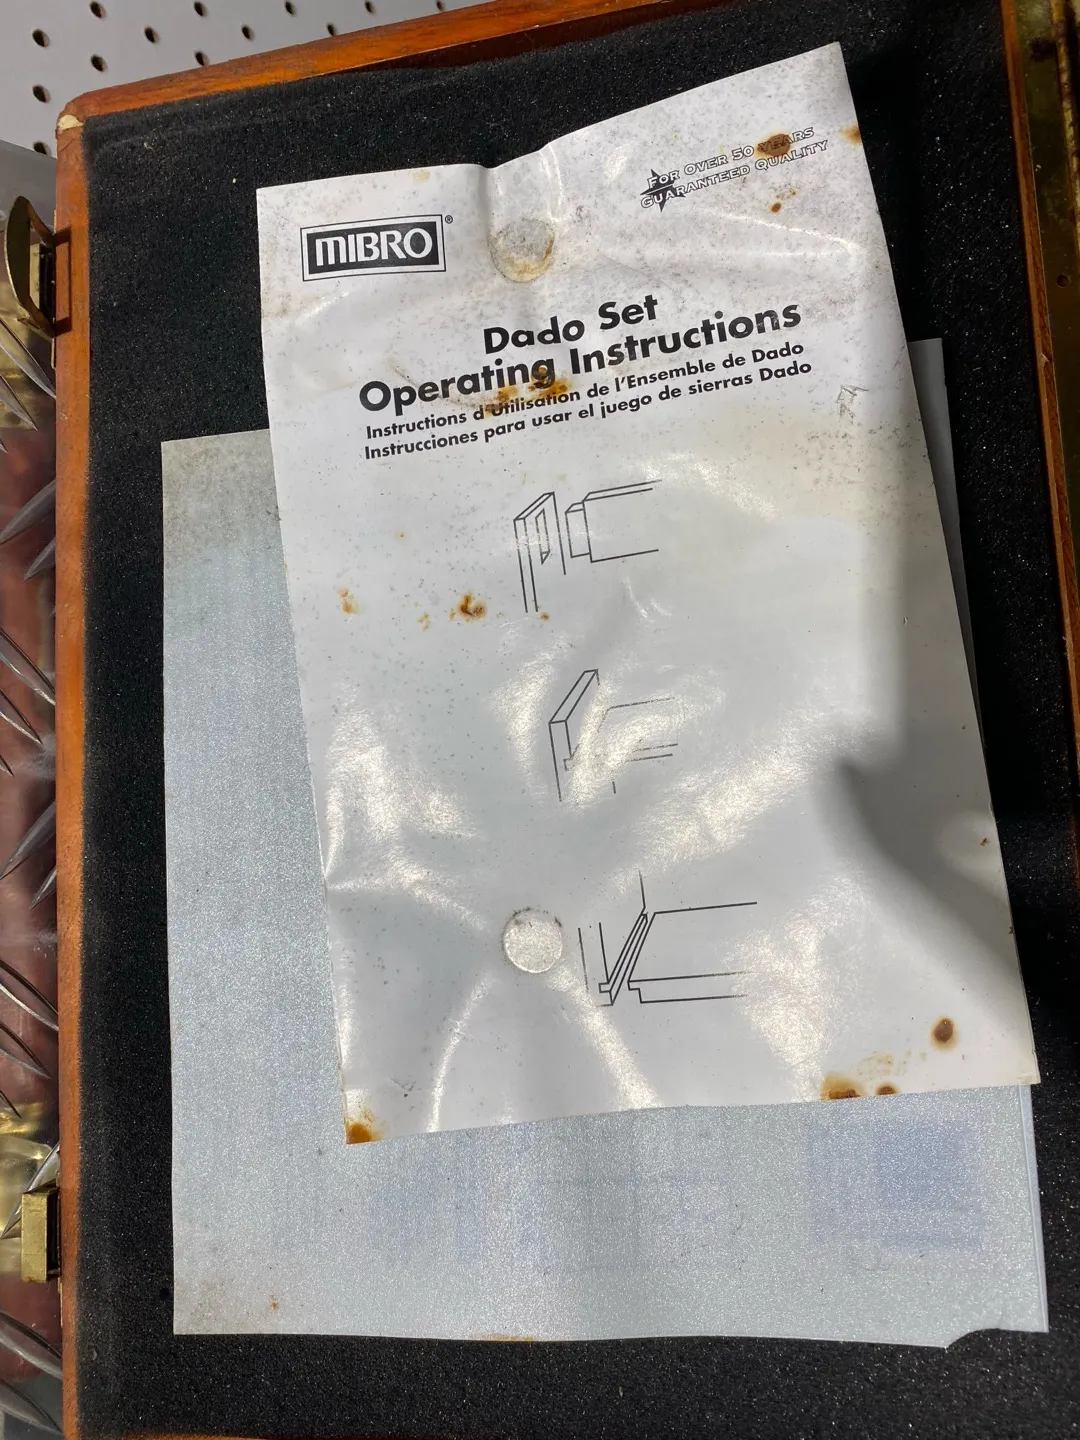 FOR OVER 50 YEARS
GUARANTEED QUALITY
MIBRO®
Dado Set
Operating Instructions
Instructions d'Utilisation de l'Ensemble de Dado
Instrucciones para usar el juego de sierras Dado